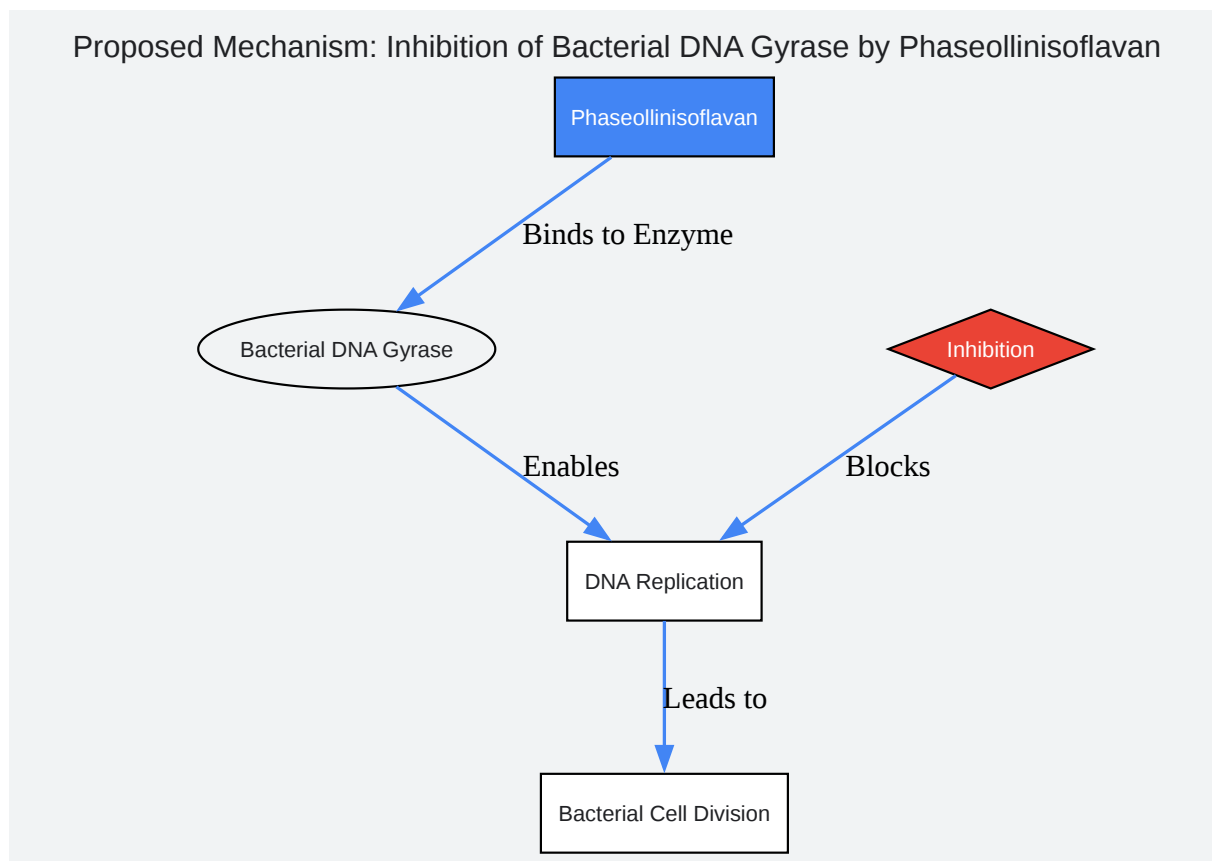 Proposed Mechanism: Inhibition of Bacterial DNA Gyrase by Phaseollinisoflavan
Phaseollinisoflavan
Binds to Enzyme
Bacterial DNA Gyrase
Inhibition
Enables
Blocks
DNA Replication
Leads to
Bacterial Cell Division